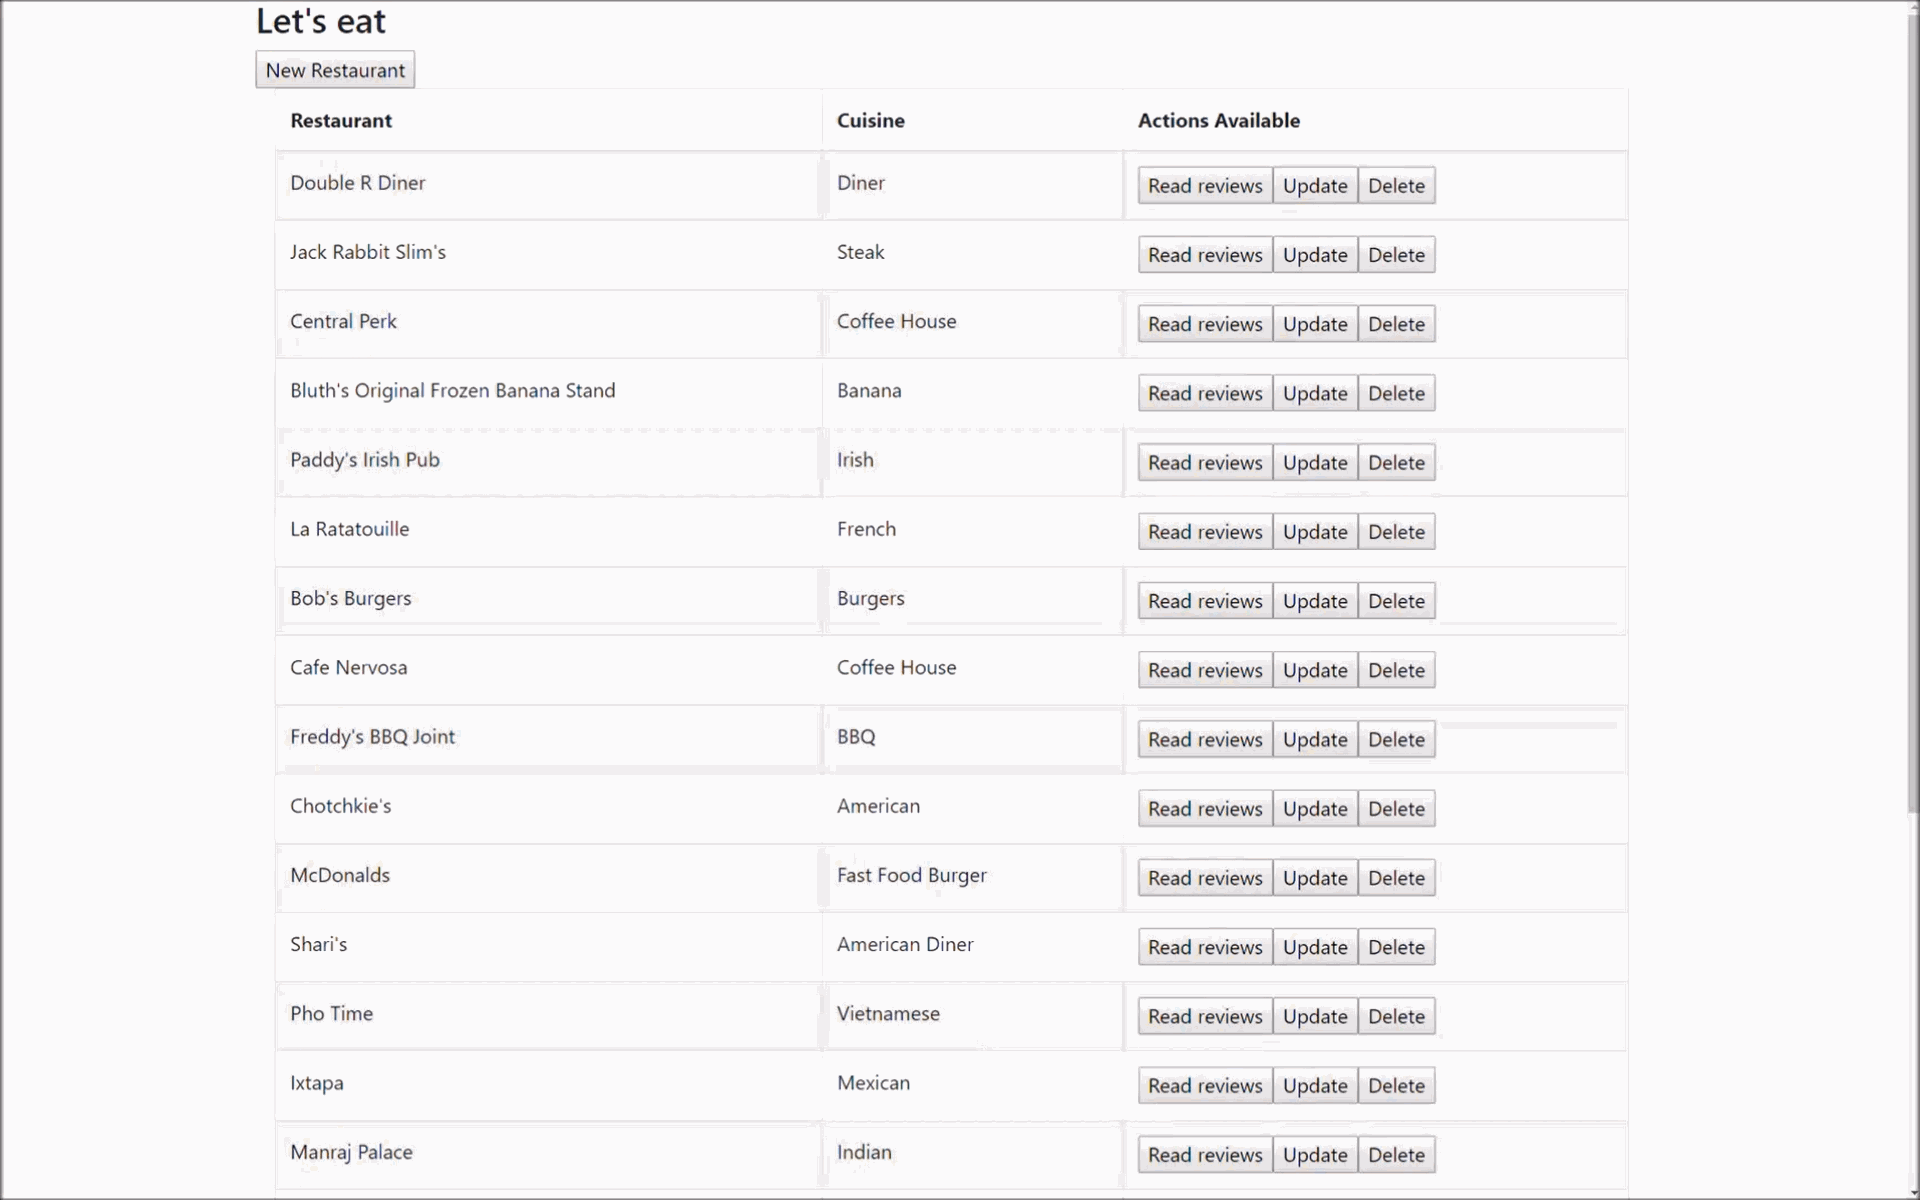 Let's eat
New Restaurant
Restaurant Cuisine Actions Available
Double R Diner Diner Read reviews Update Delete
Jack Rabbit Slim's Steak Read reviews Update Delete
Central Perk Coffee House Read reviews Update Delete
Bluth's Original Frozen Banana Stand Banana Read reviews Update Delete
Paddy's Irish Pub Irish Read reviews Update Delete
La Ratatouille French Read reviews Update Delete
Bob's Burgers Burgers Read reviews Update Delete
Cafe Nervosa Coffee House Read reviews Update Delete
Freddy's BBQ Joint BBQ Read reviews Update Delete
Chotchkie's American Read reviews Update Delete
McDonalds Fast Food Burger Read reviews Update Delete
Shari's American Diner Read reviews Update Delete
Pho Time Vietnamese Read reviews Update Delete
Ixtapa Mexican Read reviews Update Delete
Manraj Palace Indian Read reviews Update Delete